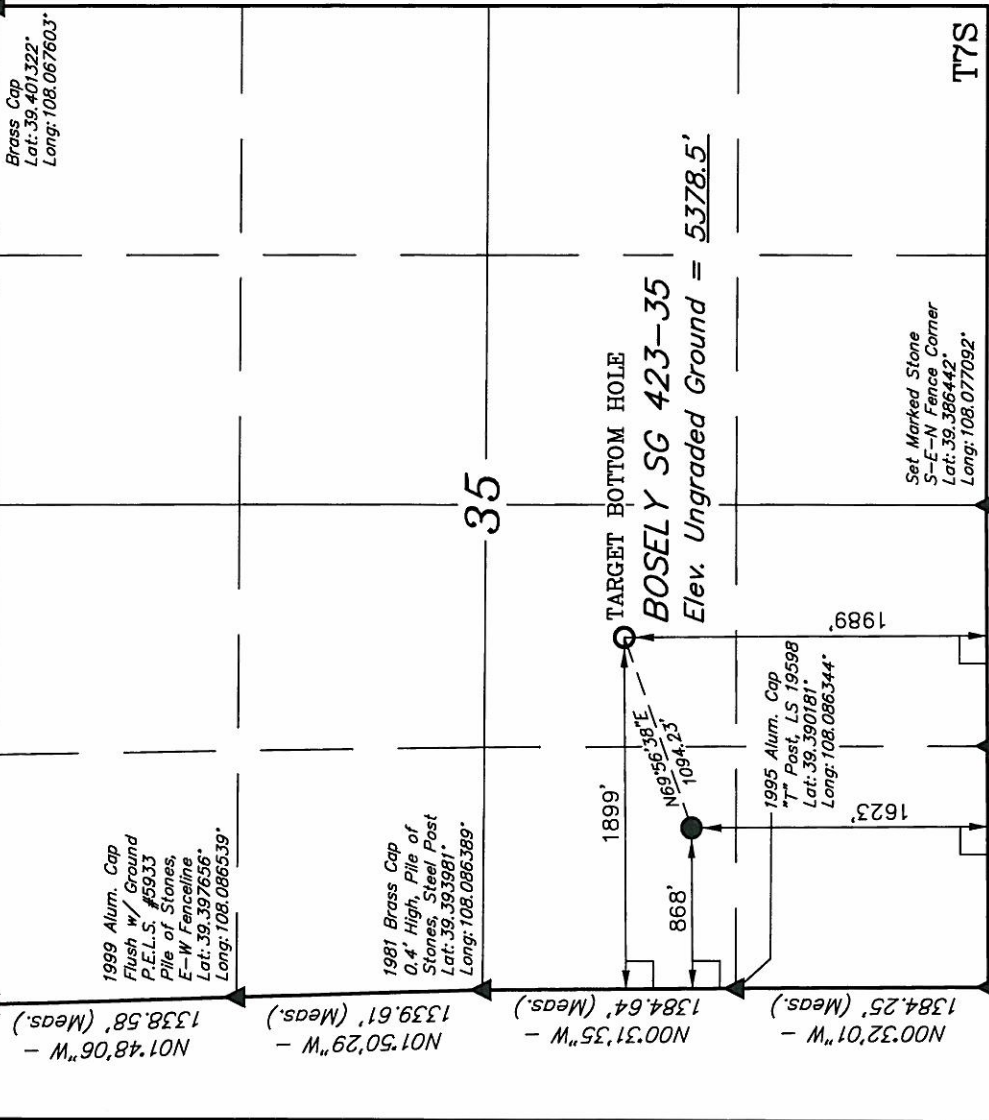 Brass Cap
Lat: 39.401322°
Long: 108.067603°
1999 Alum. Cap
Flush w/ Ground
P.E.L.S. #5933
Pile of Stones,
E-W Fenceline
Lat: 39.397656°
Long: 108.086539°
N01°48'06"W -
1338.58' (Meas.)
1981 Brass Cap
0.4' High, Pile of
Stones, Steel Post
Lat: 39.393981°
Long: 108.086389°
N01°50'29"W -
1339.61' (Meas.)
35
TARGET BOTTOM HOLE
BOSELY SG 423-35
Elev. Ungraded Ground = 5378.5'
1899'
N69°56'38"E
1094.23'
868'
N00°31'35"W -
1384.64' (Meas.)
1995 Alum. Cap
"T" Post, LS 19598
Lat: 39.390181°
Long: 108.086344°
1989'
1623'
N00°32'01"W -
1384.25' (Meas.)
Set Marked Stone
S-E-N Fence Corner
Lat: 39.386442°
Long: 108.077092°
T7S